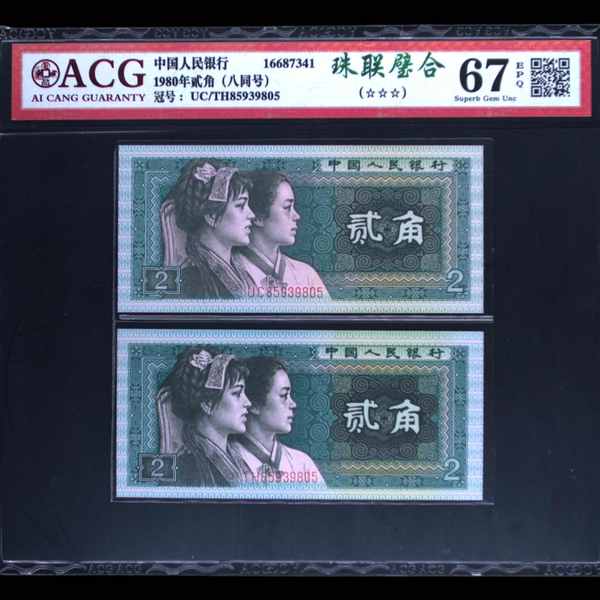 ACG
AI CANG GUARANTY
中国人民银行 16687341
1980年贰角（八同号）
冠号： UC/TH85939805
珠联璧合
(☆☆☆)
67 EPQ
Superb Gem Unc
中国人民银行
贰角
2 2
UC85939805
中国人民银行
贰角
2 2
TH85939805